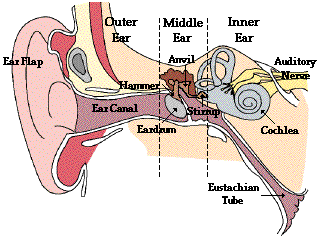 Outer
Ear
Middle
Ear
Inner
Ear
Anvil
Auditory
Nerve
Ear Flap
Hammer
Ear Canal
Stirrup
Eardrum
Cochlea
Eustachian
Tube